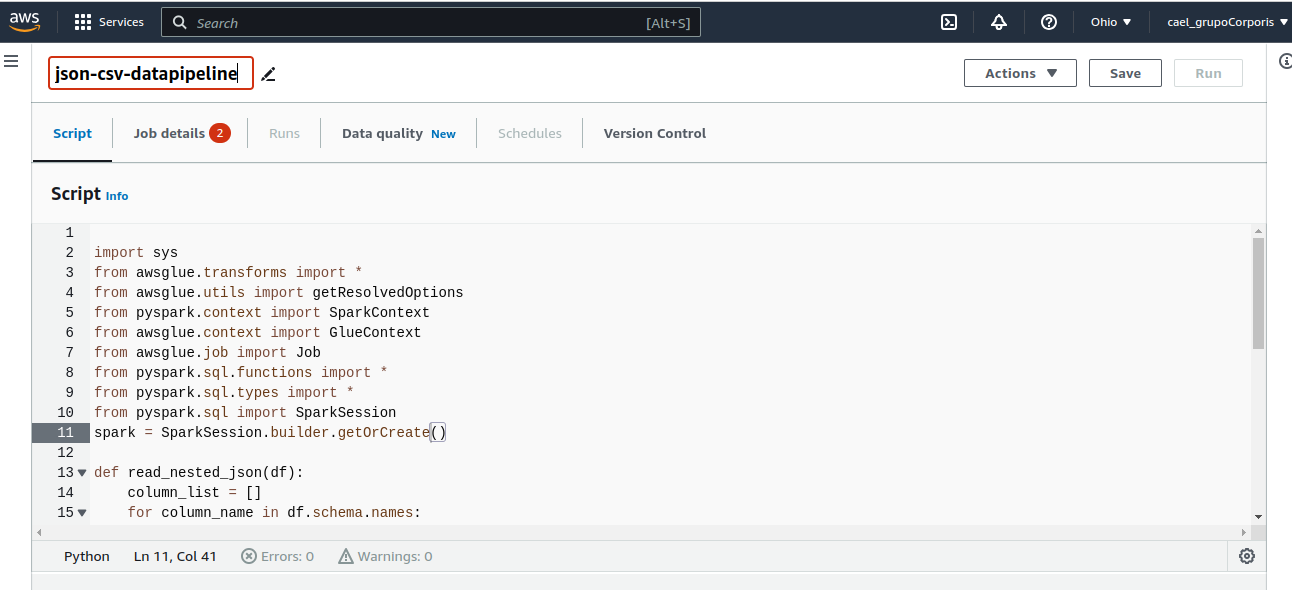 aws Services Search [Alt+S] Ohio ▼ cael_grupoCorporis ▼
json-csv-datapipeline Actions ▼ Save Run
Script Job details 2 Runs Data quality New Schedules Version Control
Script Info
1
2 import sys
3 from awsglue.transforms import *
4 from awsglue.utils import getResolvedOptions
5 from pyspark.context import SparkContext
6 from awsglue.context import GlueContext
7 from awsglue.job import Job
8 from pyspark.sql.functions import *
9 from pyspark.sql.types import *
10 from pyspark.sql import SparkSession
11 spark = SparkSession.builder.getOrCreate()
12
13 def read_nested_json(df):
14 column_list = []
15 for column_name in df.schema.names:
Python Ln 11, Col 41 Errors: 0 Warnings: 0